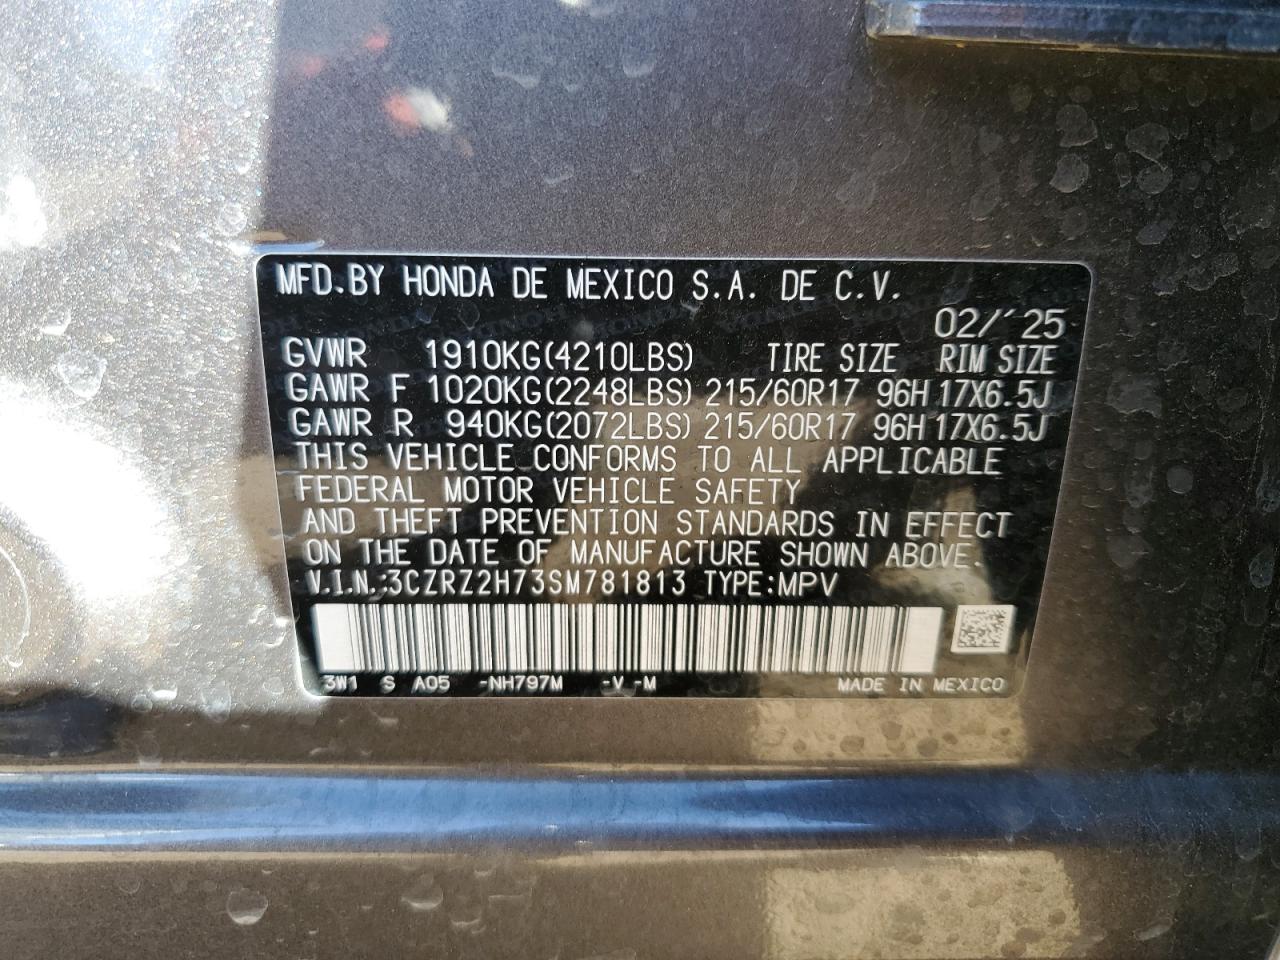 MFD.BY HONDA DE MEXICO S.A. DE C.V.
02/´25
GVWR 1910KG(4210LBS) TIRE SIZE RIM SIZE
GAWR F 1020KG(2248LBS) 215/60R17 96H 17X6.5J
GAWR R 940KG(2072LBS) 215/60R17 96H 17X6.5J
THIS VEHICLE CONFORMS TO ALL APPLICABLE
FEDERAL MOTOR VEHICLE SAFETY
AND THEFT PREVENTION STANDARDS IN EFFECT
ON THE DATE OF MANUFACTURE SHOWN ABOVE.
V.I.N.:3CZRZ2H73SM781813 TYPE:MPV
3W1 S A05 -NH797M -V -M MADE IN MEXICO